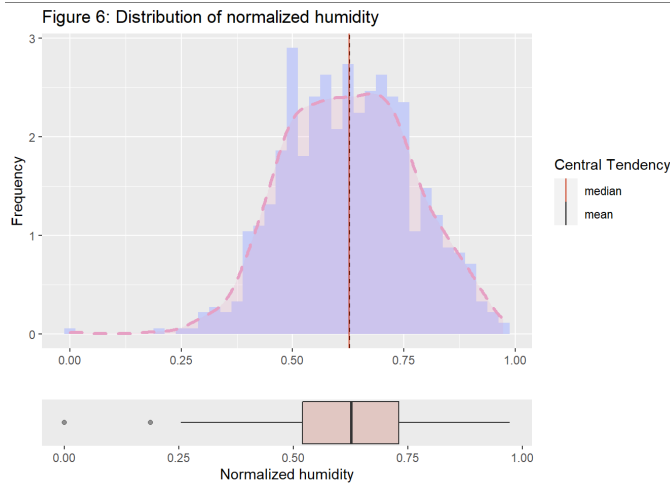 Figure 6: Distribution of normalized humidity
3
2
1
0
Frequency
0.00 0.25 0.50 0.75 1.00
Central Tendency
median
mean
0.00 0.25 0.50 0.75 1.00
Normalized humidity